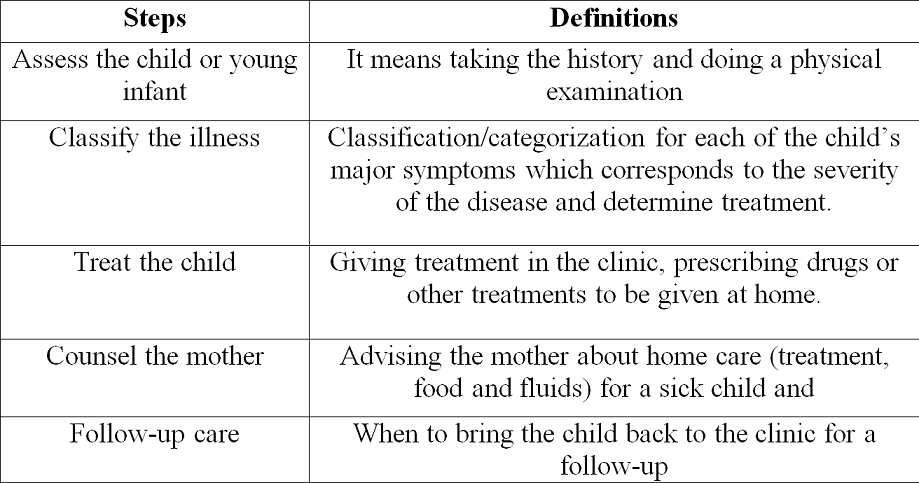 Steps
Definitions
Assess the child or young
infant
It means taking the history and doing a physical
examination
Classify the illness
Classification/categorization for each of the child's
major symptoms which corresponds to the severity
of the disease and determine treatment.
Treat the child
Giving treatment in the clinic, prescribing drugs or
other treatments to be given at home.
Counsel the mother
Advising the mother about home care (treatment,
food and fluids) for a sick child and
Follow-up care
When to bring the child back to the clinic for a
follow-up